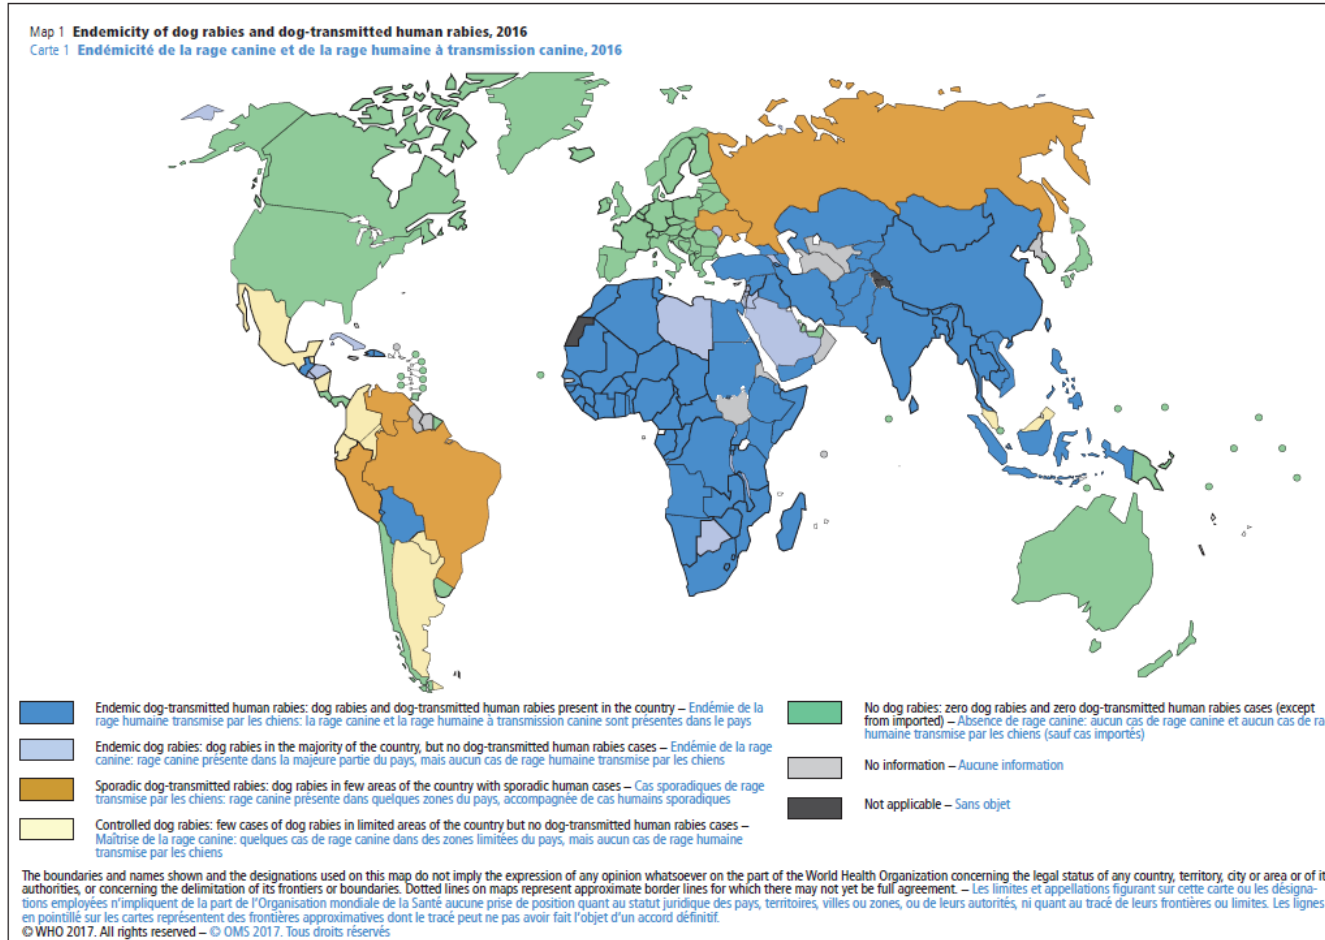 Map 1 Endemicity of dog rabies and dog-transmitted human rabies, 2016
Carte 1 Endémicité de la rage canine et de la rage humaine à transmission canine, 2016
Endemic dog-transmitted human rabies: dog rabies and dog-transmitted human rabies present in the country – Endémie de la
rage humaine transmise par les chiens: la rage canine et la rage humaine à transmission canine sont présentes dans le pays
Endemic dog rabies: dog rabies in the majority of the country, but no dog-transmitted human rabies cases – Endémie de la rage
canine: rage canine présente dans la majeure partie du pays, mais aucun cas de rage humaine transmise par les chiens
Sporadic dog-transmitted rabies: dog rabies in few areas of the country with sporadic human cases – Cas sporadiques de rage
transmise par les chiens: rage canine présente dans quelques zones du pays, accompagnée de cas humains sporadiques
Controlled dog rabies: few cases of dog rabies in limited areas of the country but no dog-transmitted human rabies cases –
Maîtrise de la rage canine: quelques cas de rage canine dans des zones limitées du pays, mais aucun cas de rage humaine
transmise par les chiens
No dog rabies: zero dog rabies and zero dog-transmitted human rabies cases (except
from imported) – Absence de rage canine: aucun cas de rage canine et aucun cas de ra
humaine transmise par les chiens (sauf cas importés)
No information – Aucune information
Not applicable – Sans objet
The boundaries and names shown and the designations used on this map do not imply the expression of any opinion whatsoever on the part of the World Health Organization concerning the legal status of any country, territory, city or area or of it
authorities, or concerning the delimitation of its frontiers or boundaries. Dotted lines on maps represent approximate border lines for which there may not yet be full agreement. – Les limites et appellations figurant sur cette carte ou les désigna-
tions employées n'impliquent de la part de l'Organisation mondiale de la Santé aucune prise de position quant au statut juridique des pays, territoires, villes ou zones, ou de leurs autorités, ni quant au tracé de leurs frontières ou limites. Les lignes
en pointillé sur les cartes représentent des frontières approximatives dont le tracé peut ne pas avoir fait l'objet d'un accord définitif.
© WHO 2017. All rights reserved – © OMS 2017. Tous droits réservés